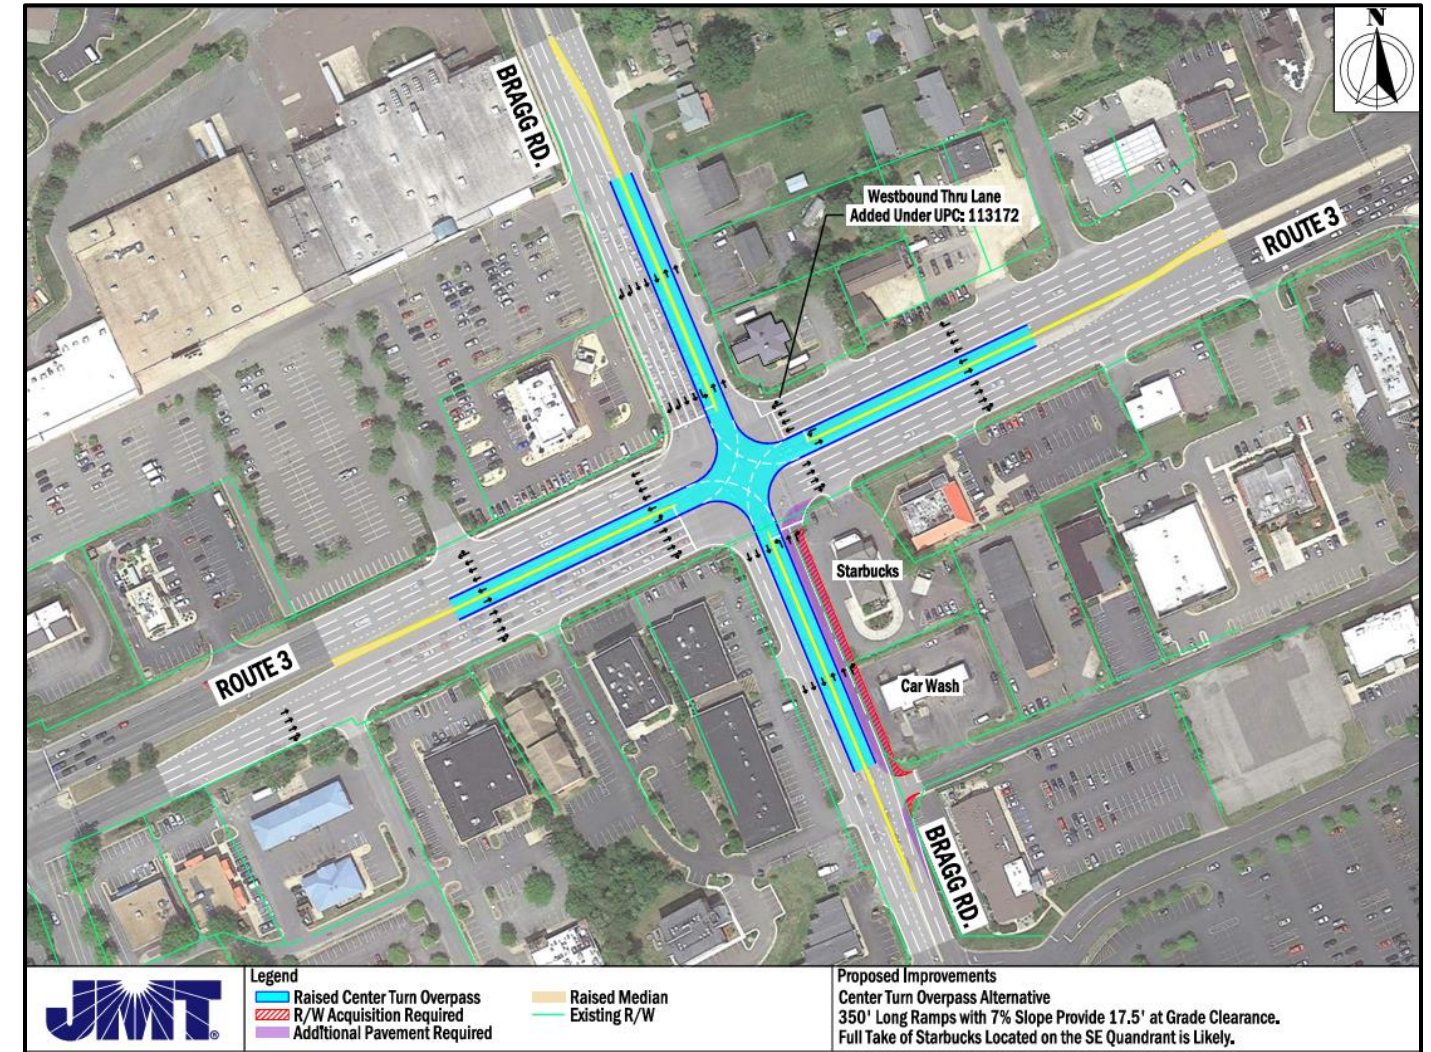 N
BRAGG RD.
Westbound Thru Lane
Added Under UPC: 113172
ROUTE 3
Starbucks
Car Wash
ROUTE 3
BRAGG RD.
JMT®
Legend
Raised Center Turn Overpass
R/W Acquisition Required
Additional Pavement Required
Raised Median
Existing R/W
Proposed Improvements
Center Turn Overpass Alternative
350' Long Ramps with 7% Slope Provide 17.5' at Grade Clearance.
Full Take of Starbucks Located on the SE Quandrant is Likely.